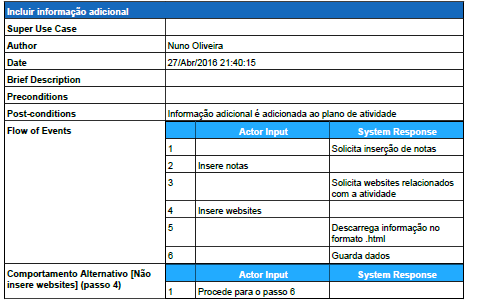 Incluir informação adicional
Super Use Case
Author Nuno Oliveira
Date 27/Abr/2016 21:40:15
Brief Description
Preconditions
Post-conditions Informação adicional é adicionada ao plano de atividade
Flow of Events Actor Input System Response
1 Solicita inserção de notas
2 Insere notas
3 Solicita websites relacionados
com a atividade
4 Insere websites
5 Descarrega informação no
formato .html
6 Guarda dados
Comportamento Alternativo [Não
insere websites] (passo 4)
Actor Input System Response
1 Procede para o passo 6